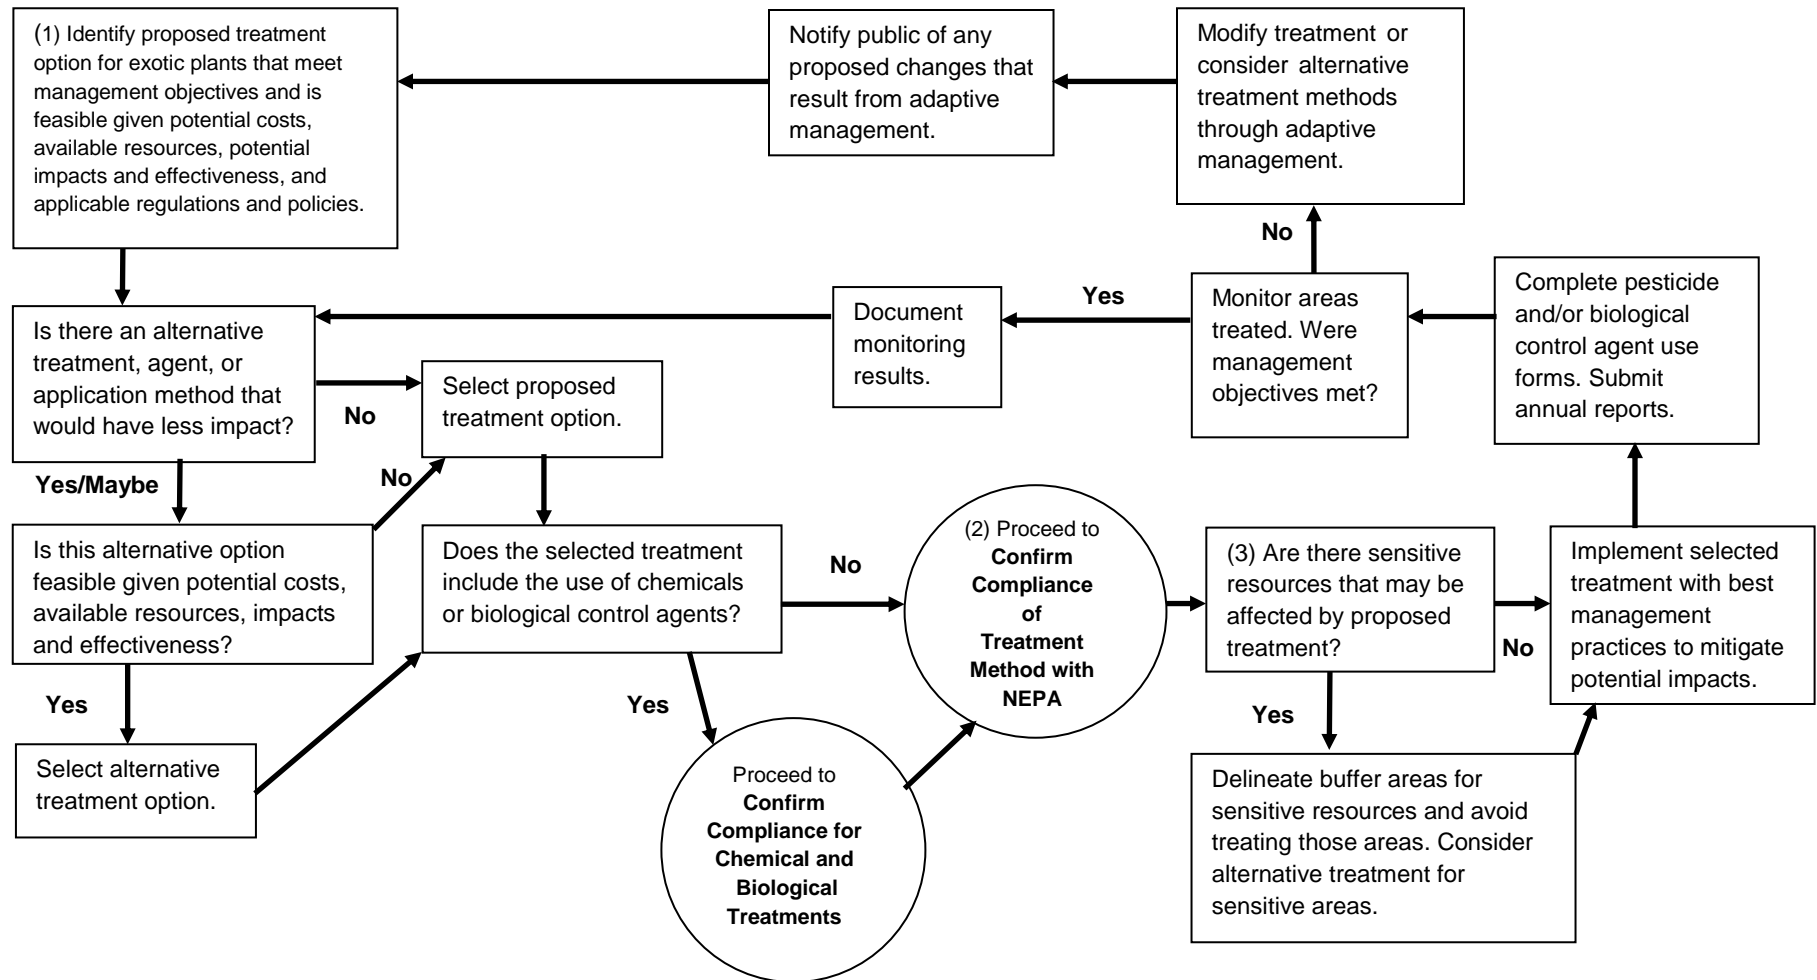 (1) Identify proposed treatment
option for exotic plants that meet
management objectives and is
feasible given potential costs,
available resources, potential
impacts and effectiveness, and
applicable regulations and policies.
Notify public of any
proposed changes that
result from adaptive
management.
Modify treatment or
consider alternative
treatment methods
through adaptive
management.
No
Is there an alternative
treatment, agent, or
application method that
would have less impact?
No
Yes/Maybe
Select proposed
treatment option.
No
Document
monitoring
results.
Yes
Monitor areas
treated. Were
management
objectives met?
Complete pesticide
and/or biological
control agent use
forms. Submit
annual reports.
Is this alternative option
feasible given potential costs,
available resources, impacts
and effectiveness?
Yes
Select alternative
treatment option.
Does the selected treatment
include the use of chemicals
or biological control agents?
No
Yes
Proceed to
Confirm
Compliance for
Chemical and
Biological
Treatments
(2) Proceed to
Confirm
Compliance
of
Treatment
Method with
NEPA
(3) Are there sensitive
resources that may be
affected by proposed
treatment?
No
Yes
Implement selected
treatment with best
management
practices to mitigate
potential impacts.
Delineate buffer areas for
sensitive resources and avoid
treating those areas. Consider
alternative treatment for
sensitive areas.